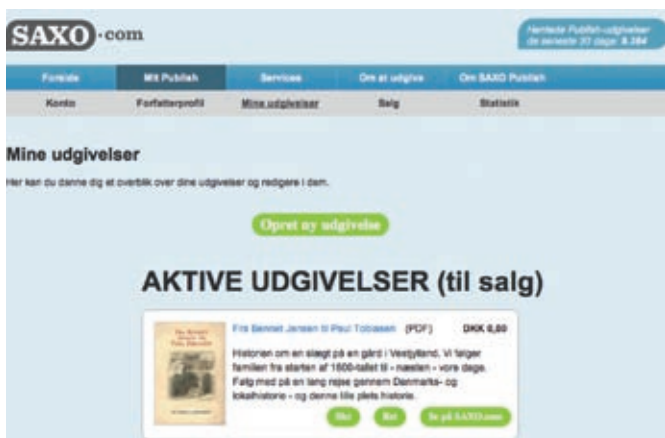 SAXO.com
Hentede Publish-udgivelser
de seneste 30 dage: 9.264
Forside Mit Publish Services Om at udgive Om SAXO Publish
Konto Forfatterprofil Mine udgivelser Salg Statistik
Mine udgivelser
Her kan du danne dig et overblik over dine udgivelser og redigere i dem.
Opret ny udgivelse
AKTIVE UDGIVELSER (til salg)
Fra Bennet Jensen til Paul Tobiasen (PDF) DKK 0,00
Historien om en slægt på en gård i Vestjylland. Vi følger
familien fra starten af 1600-tallet til - næsten - vore dage.
Følg med på en lang rejse gennem Danmarks- og
lokalhistorie - og denne lille plets historie.
Ret Se på SAXO.com